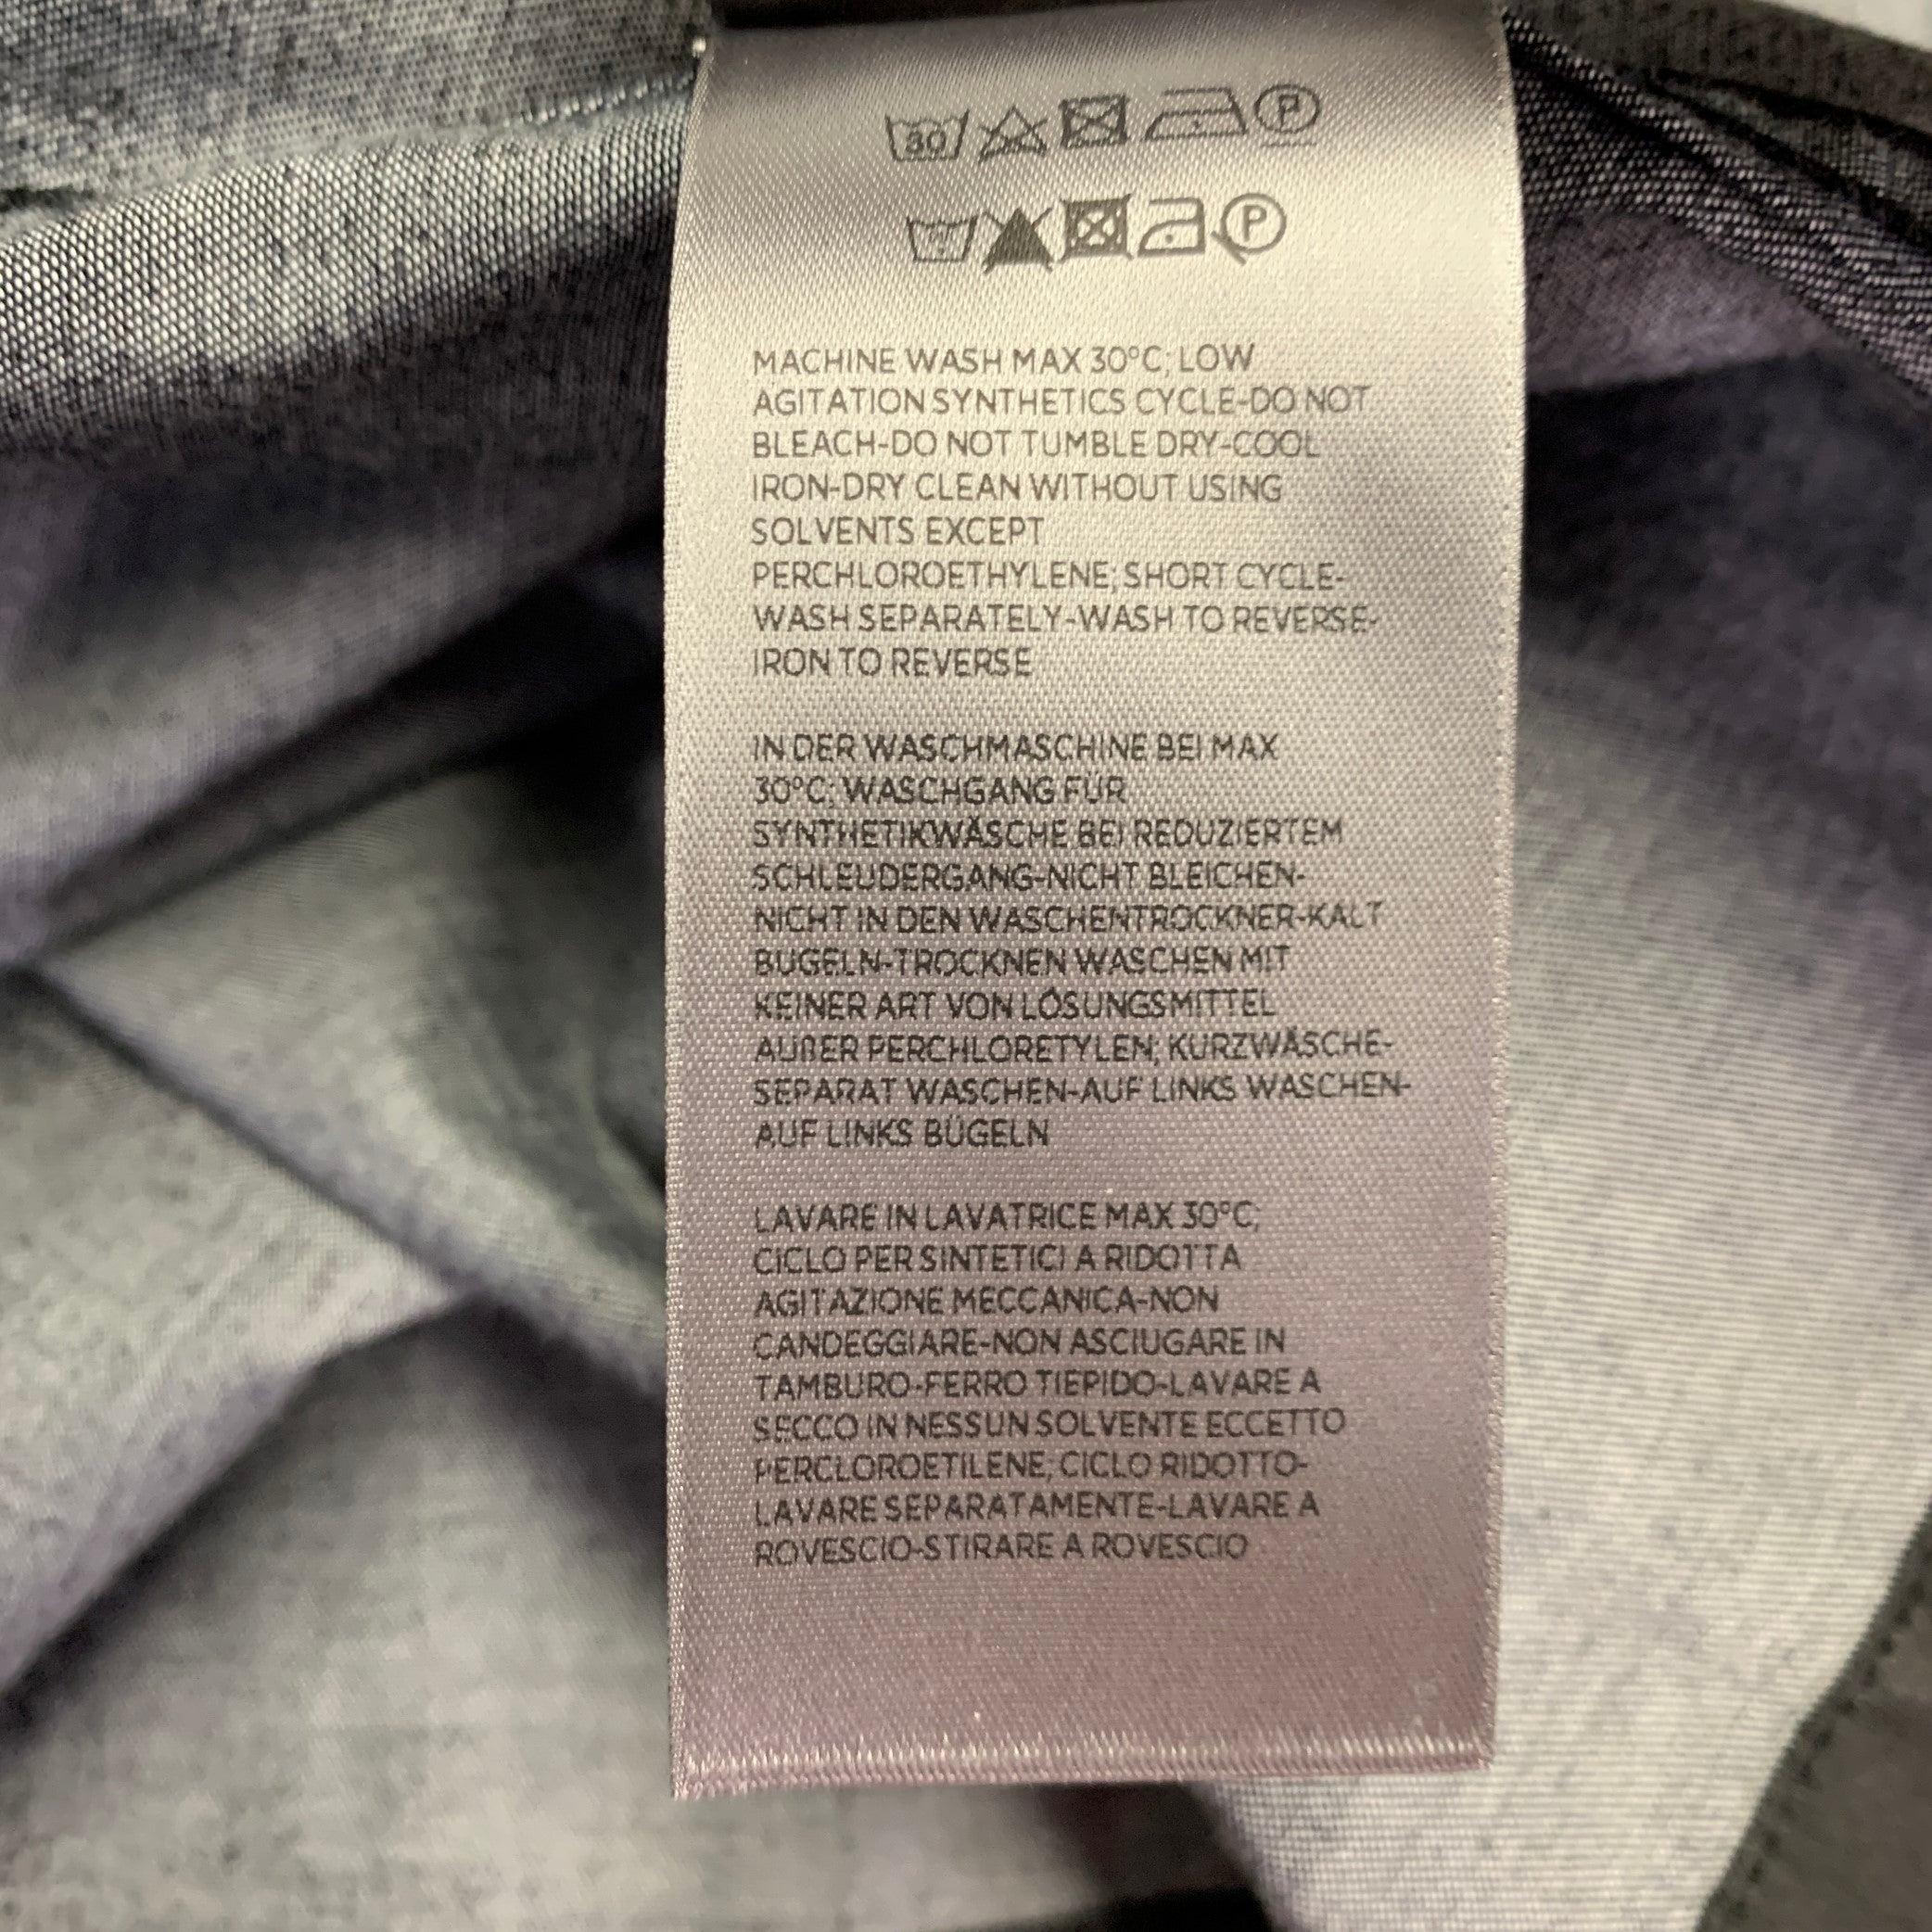 30
P
P
MACHINE WASH MAX 30°C; LOW
AGITATION SYNTHETICS CYCLE-DO NOT
BLEACH-DO NOT TUMBLE DRY-COOL
IRON-DRY CLEAN WITHOUT USING
SOLVENTS EXCEPT
PERCHLOROETHYLENE; SHORT CYCLE-
WASH SEPARATELY-WASH TO REVERSE-
IRON TO REVERSE
IN DER WASCHMASCHINE BEI MAX
30°C; WASCHGANG FÜR
SYNTHETIKWÄSCHE BEI REDUZIERTEM
SCHLEUDERGANG-NICHT BLEICHEN-
NICHT IN DEN WASCHENTROCKNER-KALT
BUGELN-TROCKNEN WASCHEN MIT
KEINER ART VON LÖSUNGSMITTEL
AUßER PERCHLORETYLEN; KURZWÄSCHE-
SEPARAT WASCHEN-AUF LINKS WASCHEN-
AUF LINKS BÜGELN
LAVARE IN LAVATRICE MAX 30°C;
CICLO PER SINTETICI A RIDOTTA
AGITAZIONE MECCANICA-NON
CANDEGGIARE-NON ASCIUGARE IN
TAMBURO-FERRO TIEPIDO-LAVARE A
SECCO IN NESSUN SOLVENTE ECCETTO
PERCLOROETILENE; CICLO RIDOTTO-
LAVARE SEPARATAMENTE-LAVARE A
ROVESCIO-STIRARE A ROVESCIO